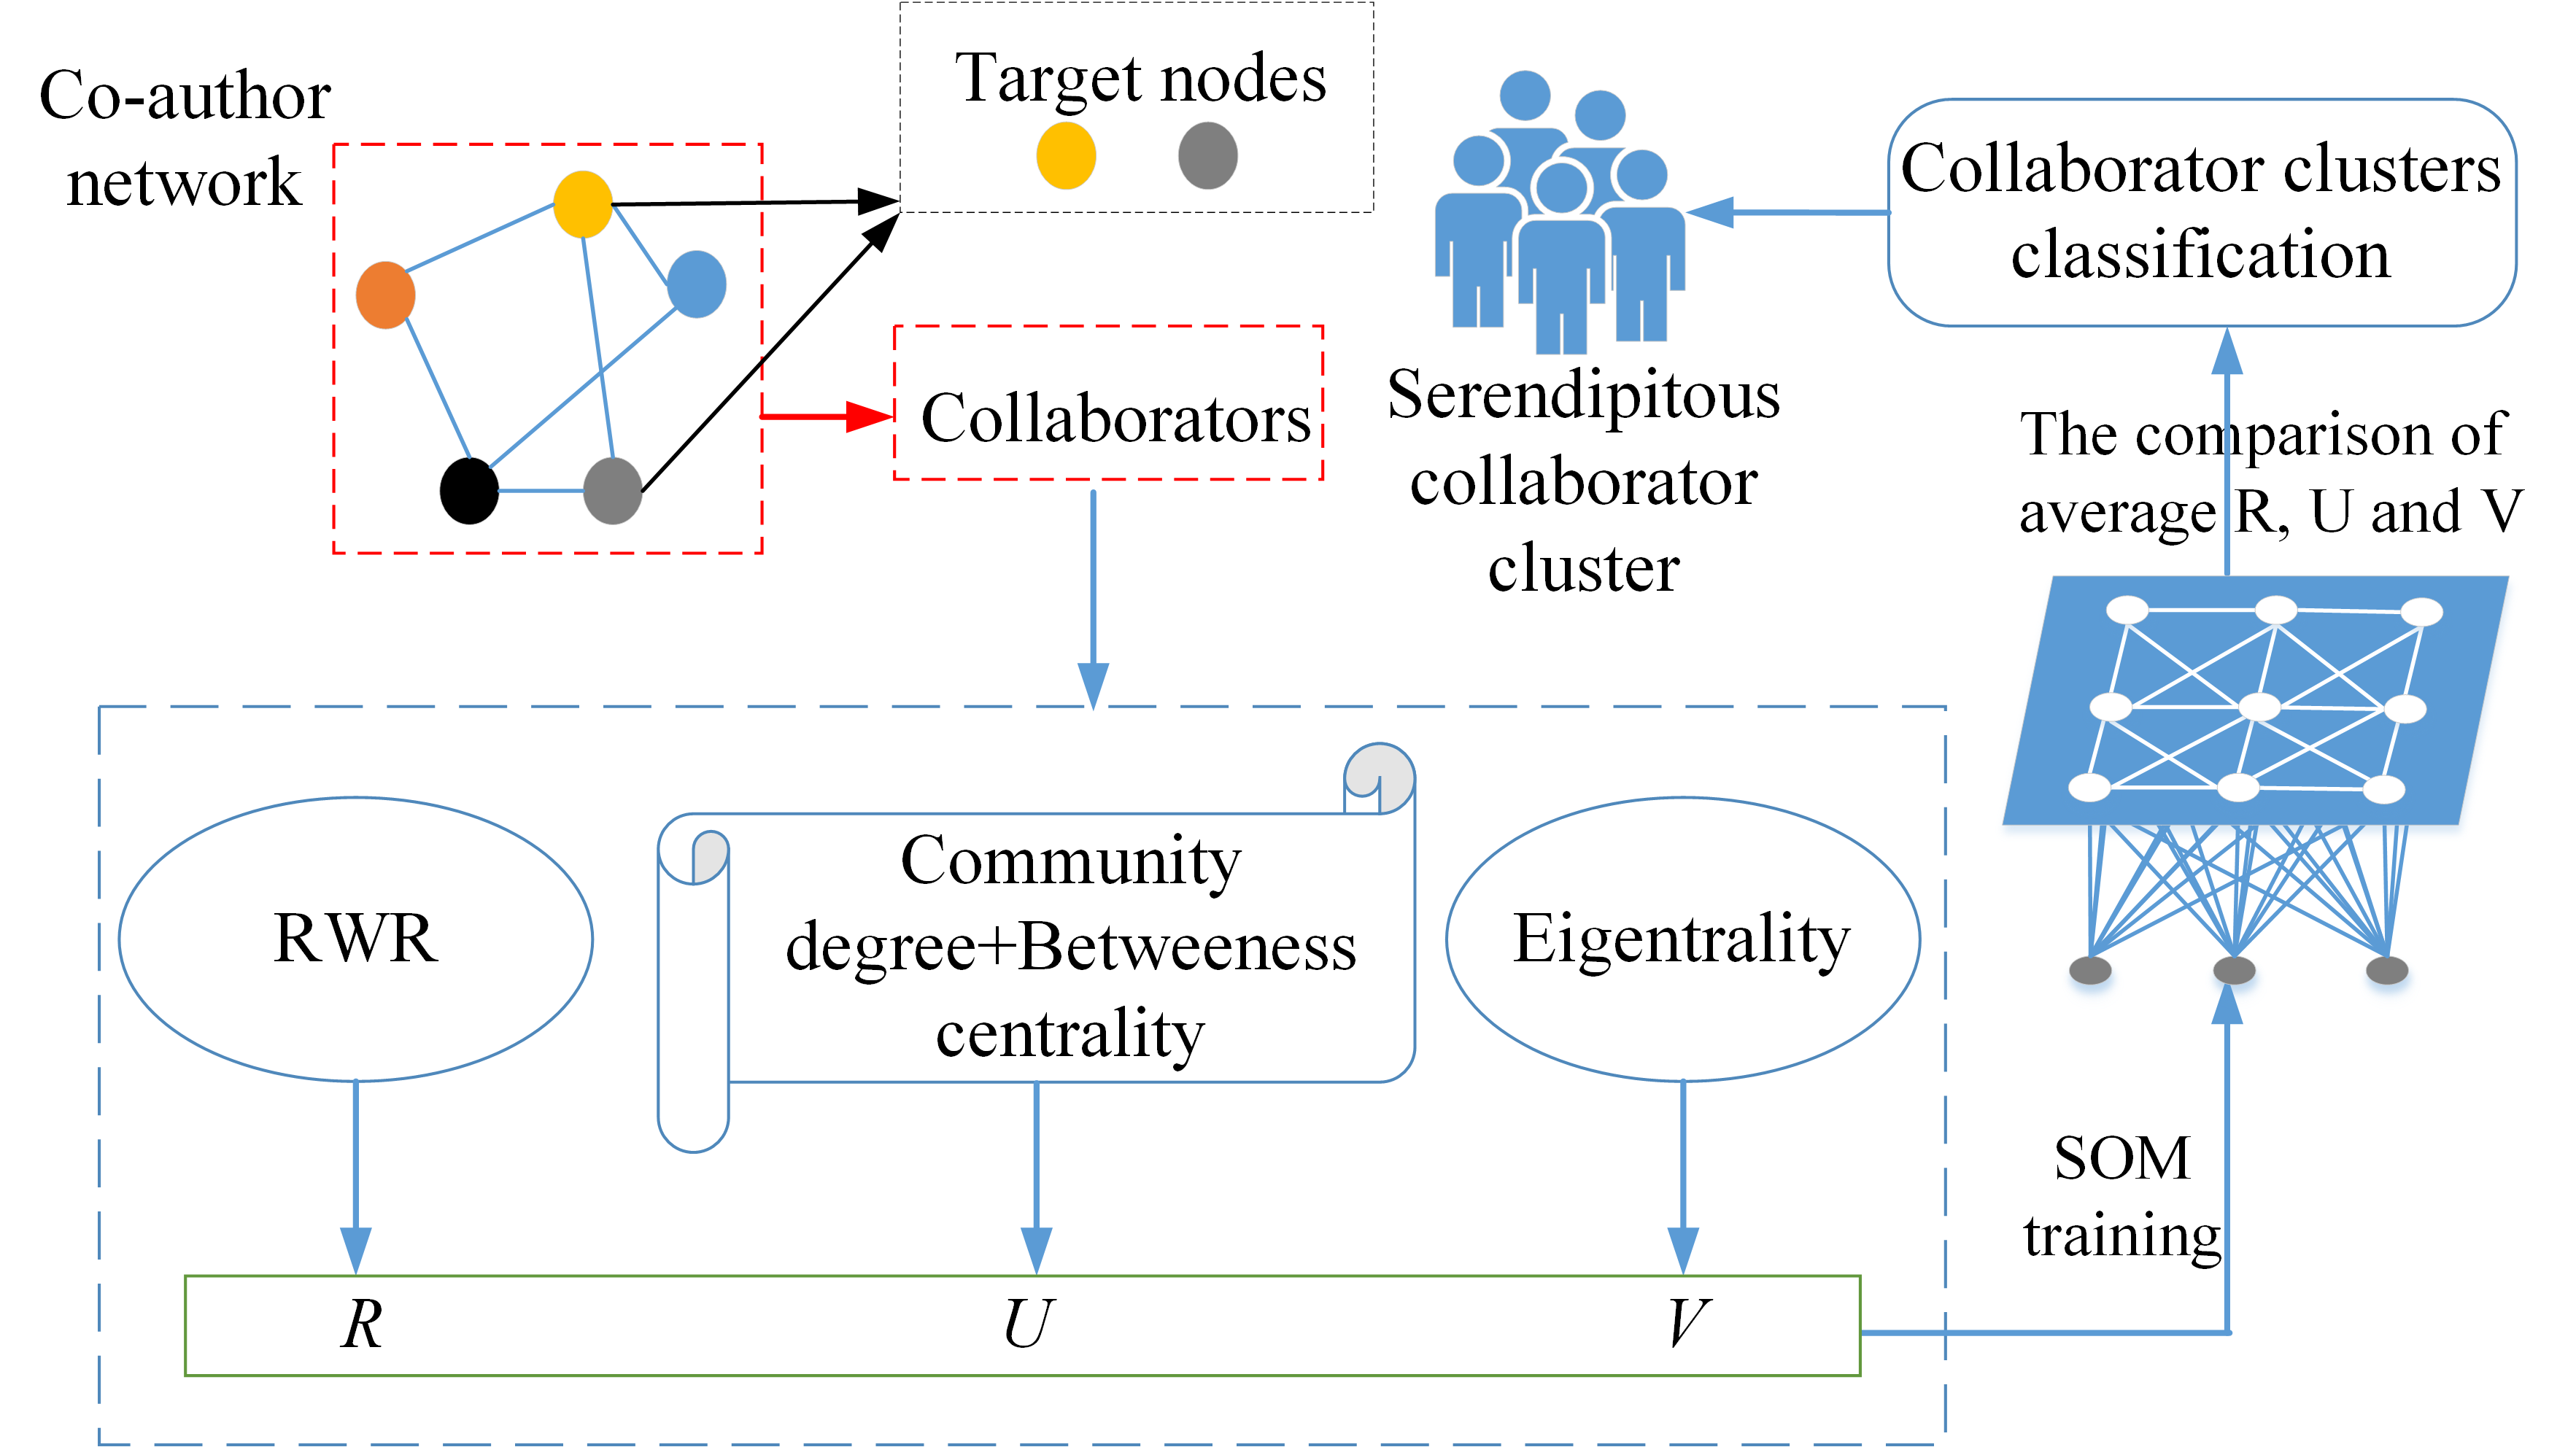 Co-author
network
Target nodes
Collaborators
Serendipitous
collaborator
cluster
Collaborator clusters
classification
The comparison of
average R, U and V
RWR
Community
degree+Betweeness
centrality
Eigentrality
R
U
V
SOM
training